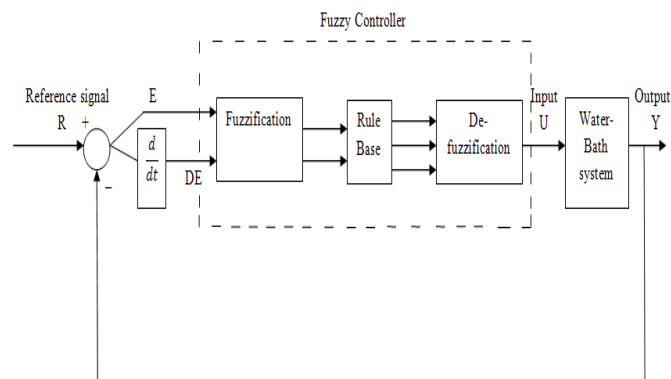 Fuzzy Controller
Reference signal
R
+
−
E
d
dt
DE
Fuzzification
Rule
Base
De-
fuzzification
Input
U
Water-
Bath
system
Output
Y